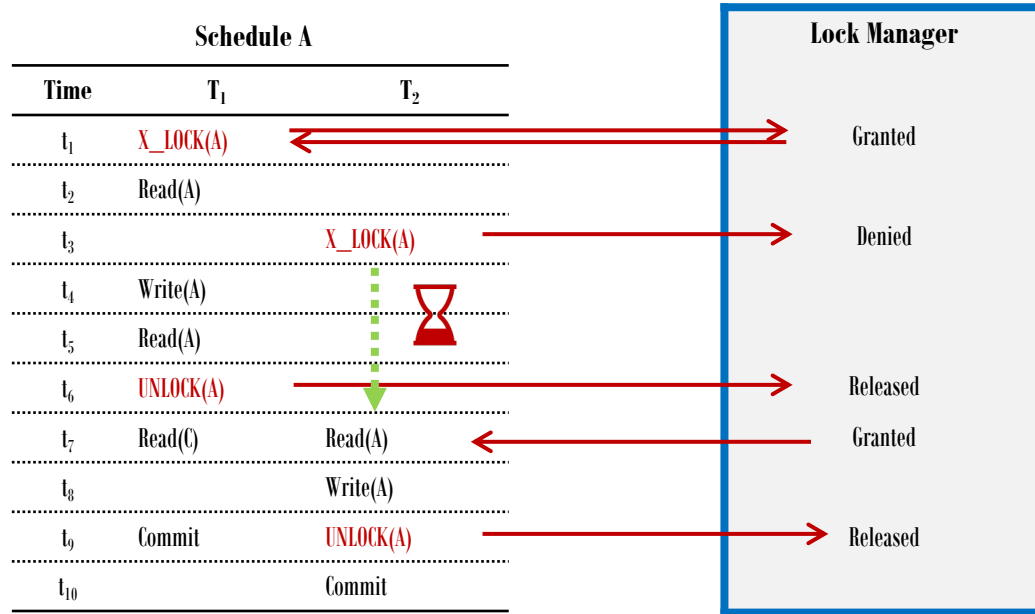 Schedule A
Lock Manager
Time T₁ T₂
t₁ X_LOCK(A) Granted
t₂ Read(A)
t₃ X_LOCK(A) Denied
t₄ Write(A)
t₅ Read(A)
t₆ UNLOCK(A) Released
t₇ Read(C) Read(A) Granted
t₈ Write(A)
t₉ Commit UNLOCK(A) Released
t₁₀ Commit